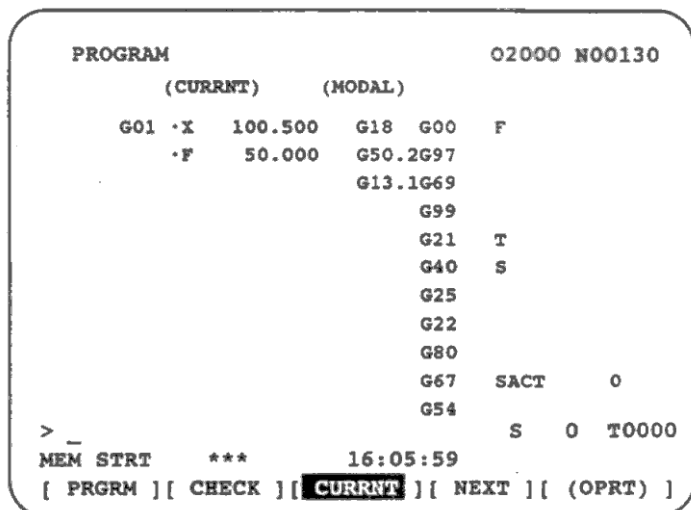 PROGRAM O2000 N00130
(CURRNT) (MODAL)
G01 ·X 100.500 G18 G00 F
·F 50.000 G50.2G97
G13.1G69
G99
G21 T
G40 S
G25
G22
G80
G67 SACT 0
G54
> _ S 0 T0000
MEM STRT *** 16:05:59
[ PRGRM ][ CHECK ][ CURRNT ][ NEXT ][ (OPRT) ]